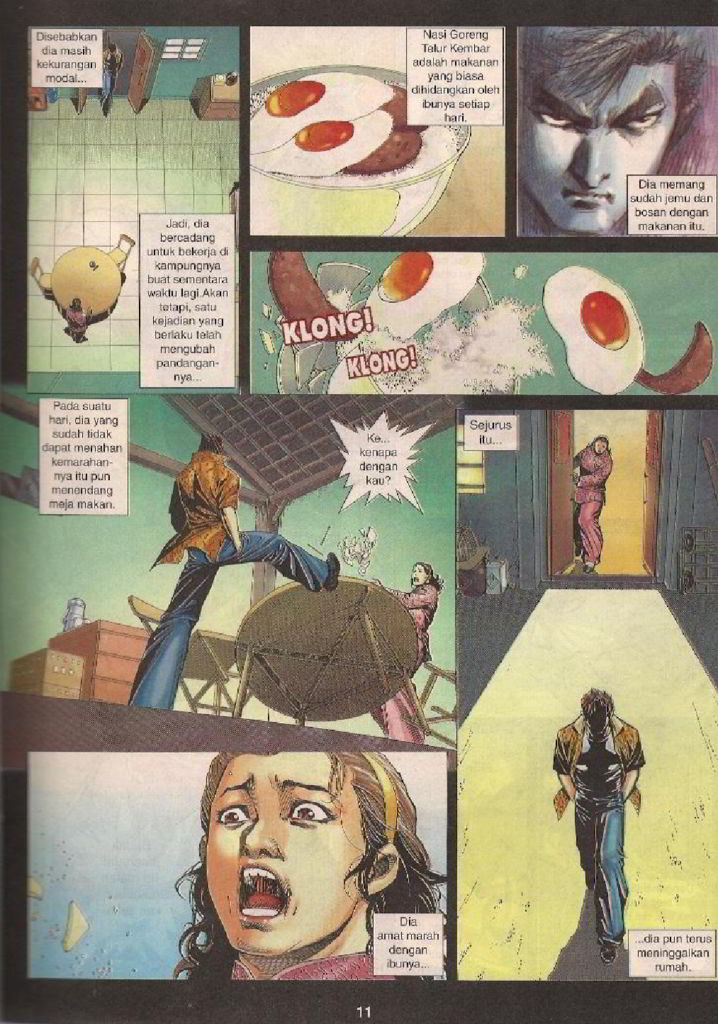 Disebabkan
dia masih
kekurangan
modal...
Jadi, dia
bercadang
untuk bekerja di
kampungnya
buat sementara
waktu lagi.Akan
tetapi, satu
kejadian yang
berlaku telah
mengubah
pandangan-
nya...
Nasi Goreng
Telur Kembar
adalah makanan
yang biasa
dihidangkan oleh
ibunya setiap
hari.
Dia memang
sudah jemu dan
bosan dengan
makanan itu.
KLONG!
KLONG!
Pada suatu
hari, dia yang
sudah tidak
dapat menahan
kemarahan-
nya itu pun
menendang
meja makan.
Ke...
kenapa
dengan
kau?
Dia
amat marah
dengan
ibunya...
Sejurus
itu...
...dia pun terus
meninggalkan
rumah.
11